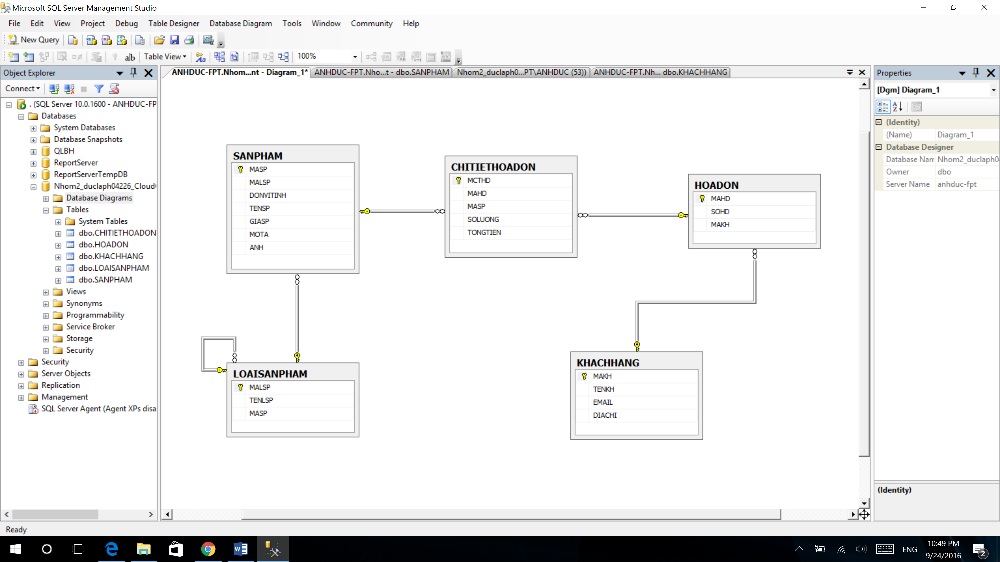 Microsoft SQL Server Management Studio
File Edit View Project Debug Table Designer Database Diagram Tools Window Community Help
New Query
Table View 100%
Object Explorer
Connect
. (SQL Server 10.0.1600 - ANHDUC-FP
Databases
System Databases
Database Snapshots
QLBH
ReportServer
ReportServerTempDB
Nhom2_duclaph04226_Cloud
Database Diagrams
Tables
System Tables
dbo.CHITIETHOADON
dbo.HOADON
dbo.KHACHHANG
dbo.LOAISANPHAM
dbo.SANPHAM
Views
Synonyms
Programmability
Service Broker
Storage
Security
Security
Server Objects
Replication
Management
SQL Server Agent (Agent XPs disa
ANHDUC-FPT.Nhom...nt - Diagram_1* ANHDUC-FPT.Nho...t - dbo.SANPHAM Nhom2_duclaph0...PT\ANHDUC (53)) ANHDUC-FPT.Nh... dbo.KHACHHANG
SANPHAM
MASP
MALSP
DONVITINH
TENSP
GIASP
MOTA
ANH
CHITIETHOADON
MCTHD
MAHD
MASP
SOLUONG
TONGTIEN
HOADON
MAHD
SOHD
MAKH
LOAISANPHAM
MALSP
TENLSP
MASP
KHACHHANG
MAKH
TENKH
EMAIL
DIACHI
Properties
[Dgm] Diagram_1
(Identity)
(Name) Diagram_1
Database Designer
Database Nam Nhom2_duclaph0
Owner dbo
Server Name anhduc-fpt
(Identity)
Ready
ENG
10:49 PM
9/24/2016
2